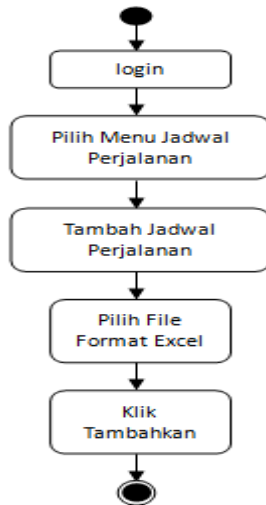 login
Pilih Menu Jadwal
Perjalanan
Tambah Jadwal
Perjalanan
Pilih File
Format Excel
Klik
Tambahkan